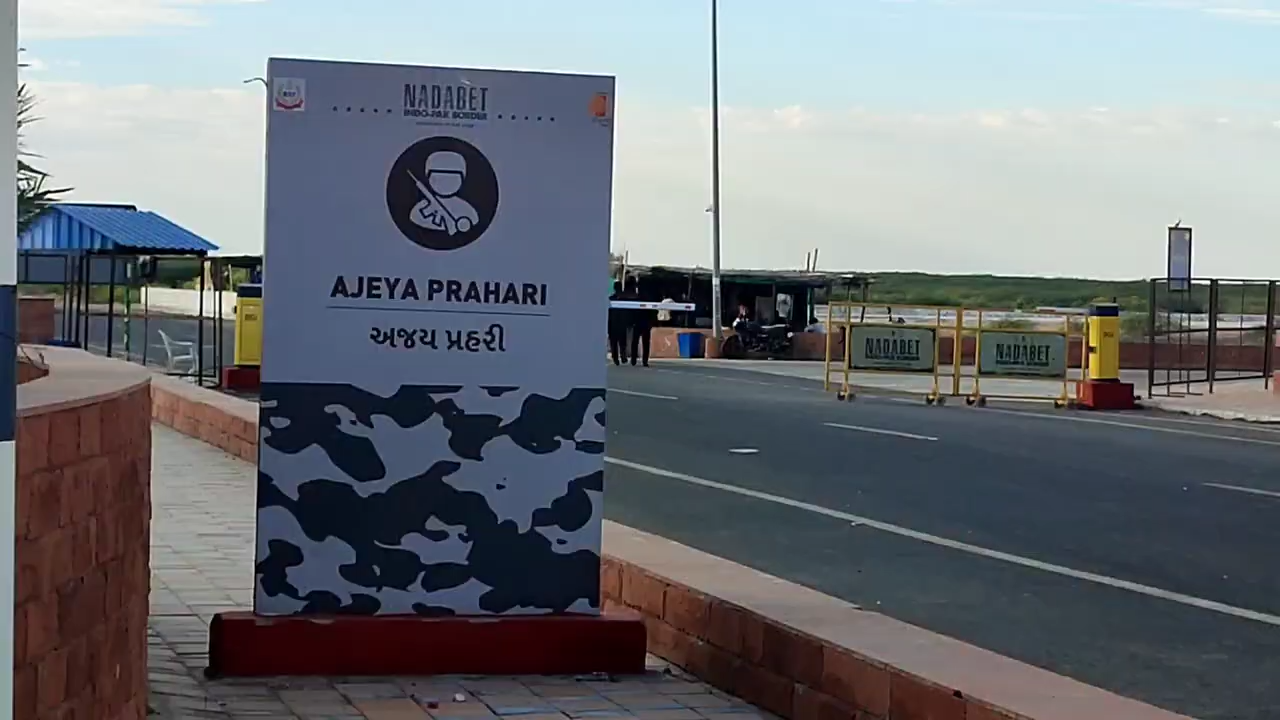 NADABET
INDO-PAK BORDER
AJEYA PRAHARI
અજય પ્રહરી
NADABET
NADABET